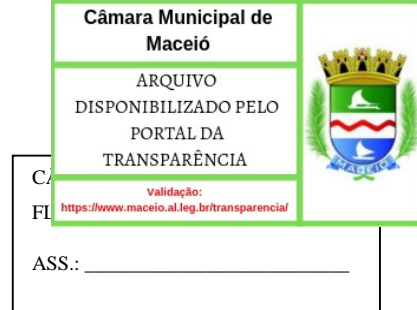 Câmara Municipal de
Maceió
ARQUIVO
DISPONIBILIZADO PELO
PORTAL DA
TRANSPARÊNCIA
Validação:
https://www.maceio.al.leg.br/transparencia/
MACEIÓ
ASS.: